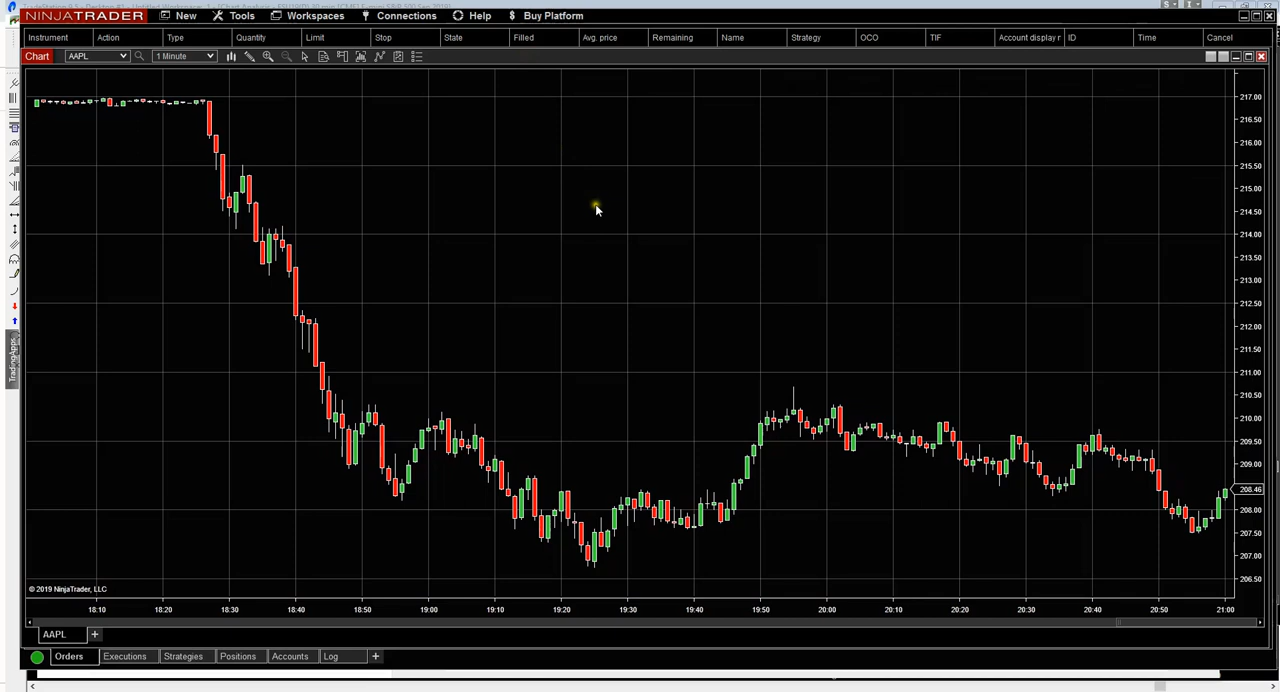 NINJATRADER New Tools Workspaces Connections Help $ Buy Platform
Instrument Action Type Quantity Limit Stop State Filled Avg. price Remaining Name Strategy OCO TIF Account display r ID Time Cancel
Chart AAPL 1 Minute
217.00
216.50
216.00
215.50
215.00
214.50
214.00
213.50
213.00
212.50
212.00
211.50
211.00
210.50
210.00
209.50
209.00
208.46
208.00
207.50
207.00
206.50
TradingApps
© 2019 NinjaTrader, LLC
18:10 18:20 18:30 18:40 18:50 19:00 19:10 19:20 19:30 19:40 19:50 20:00 20:10 20:20 20:30 20:40 20:50 21:00
AAPL +
Orders Executions Strategies Positions Accounts Log +